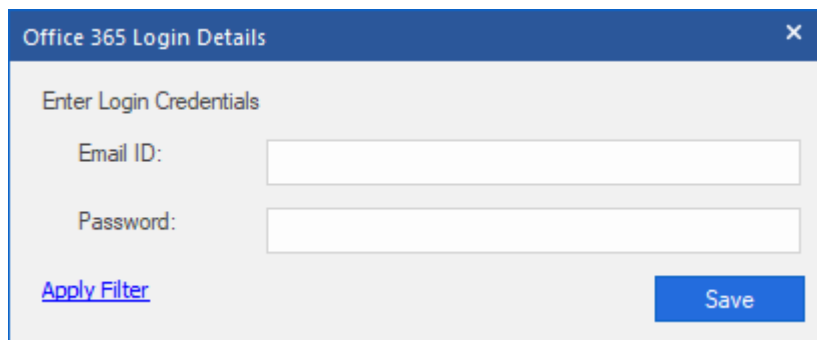 Office 365 Login Details
Enter Login Credentials
Email ID:
Password:
Apply Filter
Save